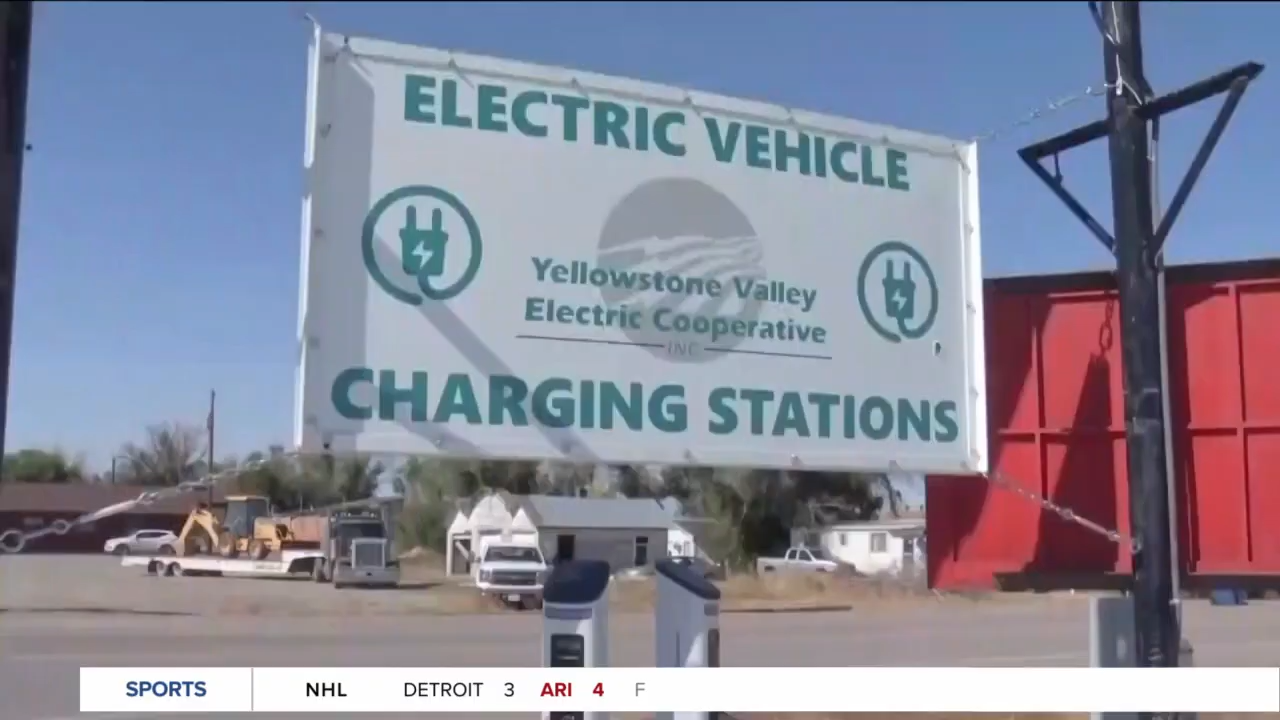 ELECTRIC VEHICLE
Yellowstone Valley
Electric Cooperative
INC
CHARGING STATIONS
SPORTS NHL DETROIT 3 ARI 4 F